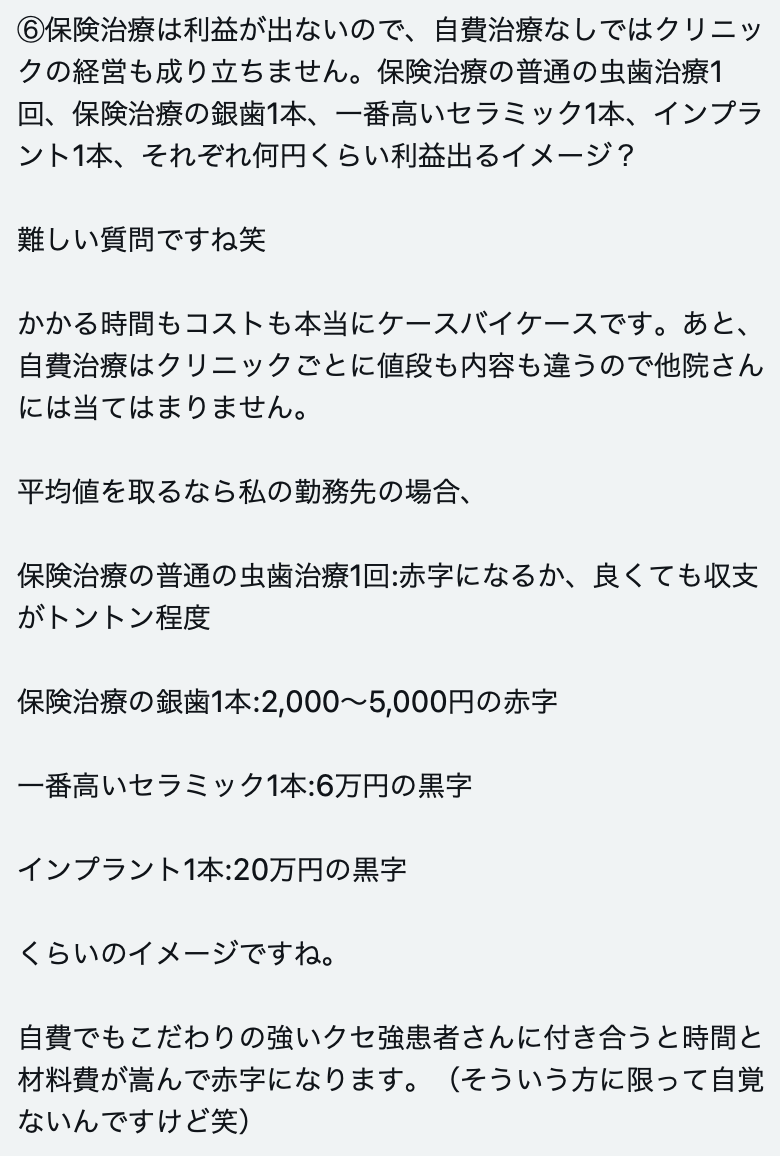 ⑥保険治療は利益が出ないので、自費治療なしではクリニッ
クの経営も成り立ちません。保険治療の普通の虫歯治療1
回、保険治療の銀歯1本、一番高いセラミック1本、インプラ
ント1本、それぞれ何円くらい利益出るイメージ？
難しい質問ですね笑
かかる時間もコストも本当にケースバイケースです。あと、
自費治療はクリニックごとに値段も内容も違うので他院さん
には当てはまりません。
平均値を取るなら私の勤務先の場合、
保険治療の普通の虫歯治療1回:赤字になるか、良くても収支
がトントン程度
保険治療の銀歯1本:2,000〜5,000円の赤字
一番高いセラミック1本:6万円の黒字
インプラント1本:20万円の黒字
くらいのイメージですね。
自費でもこだわりの強いクセ強患者さんに付き合うと時間と
材料費が嵩んで赤字になります。（そういう方に限って自覚
ないんですけど笑）